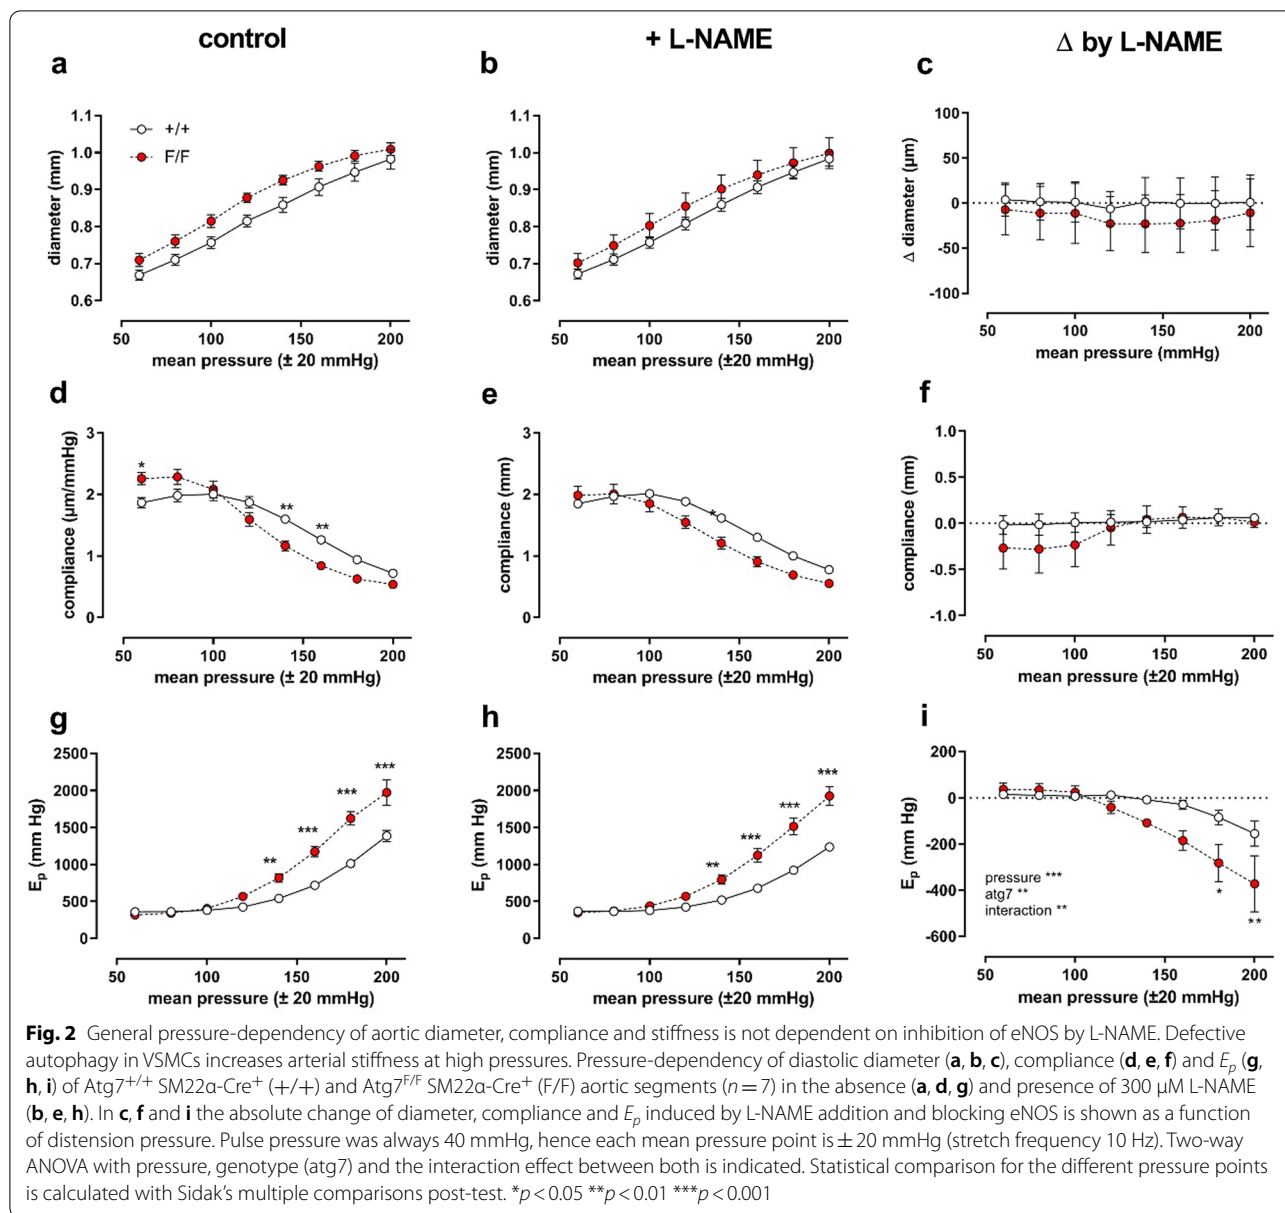 control
+ L-NAME
Δ by L-NAME
a
diameter (mm)
1.1
1.0
0.9
0.8
0.7
0.6
+/+
F/F
50
100
150
200
mean pressure (± 20 mmHg)
b
diameter (mm)
1.1
1.0
0.9
0.8
0.7
0.6
50
100
150
200
mean pressure (±20 mmHg)
c
Δ diameter (µm)
100
50
0
-50
-100
50
100
150
200
mean pressure (mmHg)
d
compliance (µm/mmHg)
3
2
1
0
*
**
**
50
100
150
200
mean pressure (± 20 mmHg)
e
compliance (mm)
3
2
1
0
*
50
100
150
200
mean pressure (±20 mmHg)
f
compliance (mm)
1.0
0.5
0.0
-0.5
-1.0
50
100
150
200
mean pressure (±20 mmHg)
g
Ep (mm Hg)
2500
2000
1500
1000
500
0
**
***
***
***
50
100
150
200
mean pressure (± 20 mmHg)
h
Ep (mm Hg)
2500
2000
1500
1000
500
0
**
***
***
***
50
100
150
200
mean pressure (±20 mmHg)
i
Ep (mm Hg)
200
0
-200
-400
-600
pressure ***
atg7 **
interaction **
*
**
50
100
150
200
mean pressure (±20 mmHg)
Fig. 2 General pressure-dependency of aortic diameter, compliance and stiffness is not dependent on inhibition of eNOS by L-NAME. Defective
autophagy in VSMCs increases arterial stiffness at high pressures. Pressure-dependency of diastolic diameter (a, b, c), compliance (d, e, f) and Ep (g,
h, i) of Atg7+/+ SM22α-Cre+ (+/+) and Atg7F/F SM22α-Cre+ (F/F) aortic segments (n = 7) in the absence (a, d, g) and presence of 300 µM L-NAME
(b, e, h). In c, f and i the absolute change of diameter, compliance and Ep induced by L-NAME addition and blocking eNOS is shown as a function
of distension pressure. Pulse pressure was always 40 mmHg, hence each mean pressure point is ± 20 mmHg (stretch frequency 10 Hz). Two-way
ANOVA with pressure, genotype (atg7) and the interaction effect between both is indicated. Statistical comparison for the different pressure points
is calculated with Sidak's multiple comparisons post-test. *p < 0.05 **p < 0.01 ***p < 0.001